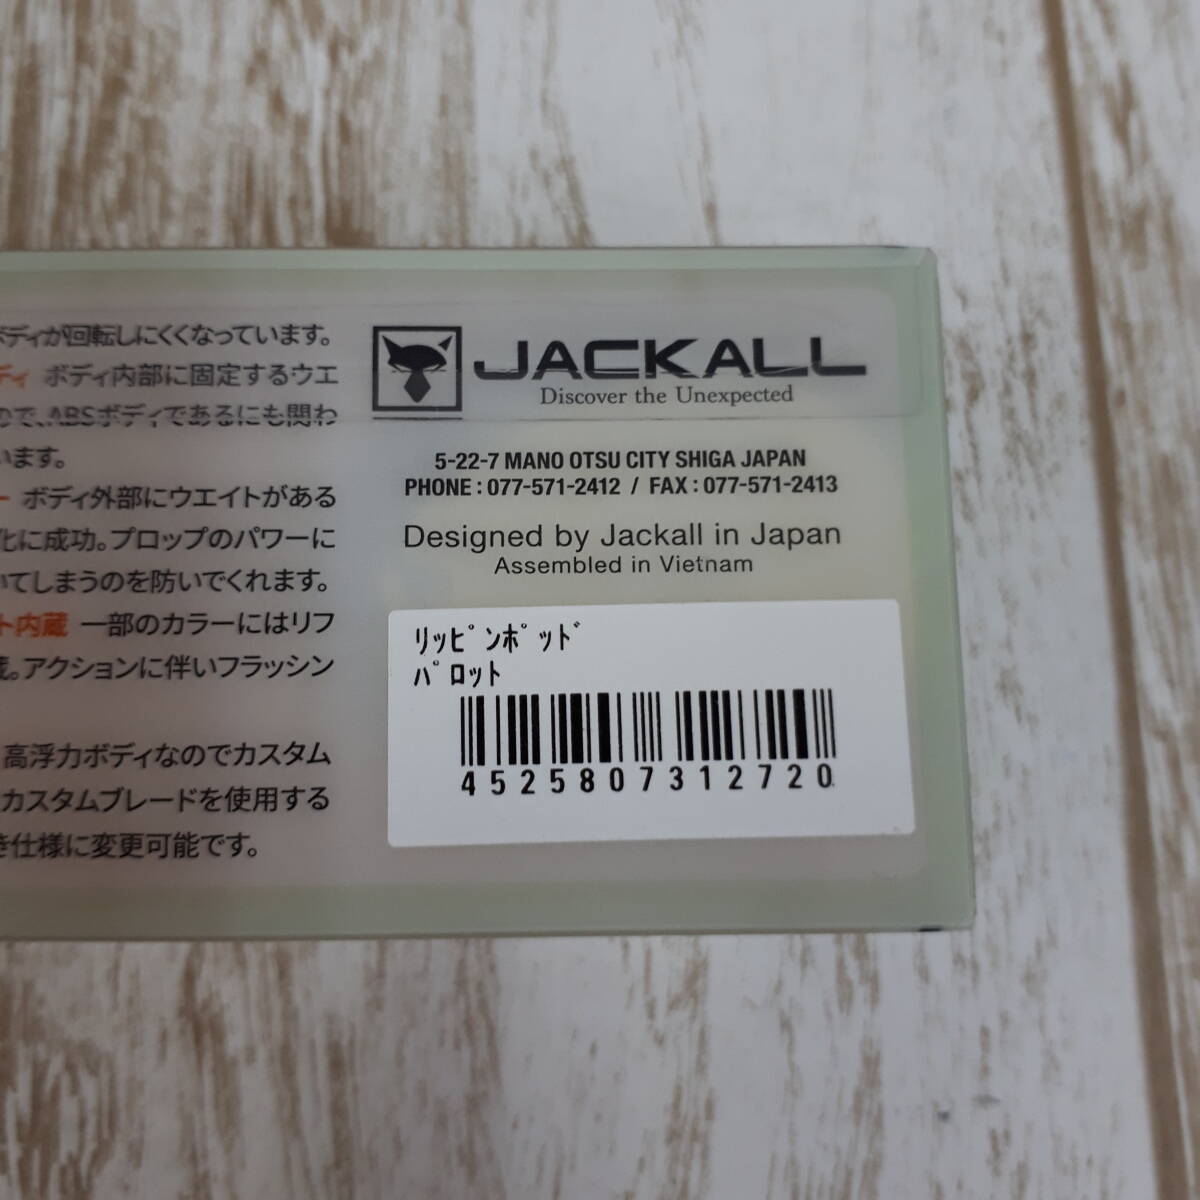 ボディが回転しにくくなっています。
ディ ボディ内部に固定するウエ
ので、ABSボディであるにも関わ
います。
ー ボディ外部にウエイトがある
化に成功。プロップのパワーに
いてしまうのを防いでくれます。
ト内蔵 一部のカラーにはリフ
蔵。アクションに伴いフラッシン
高浮力ボディなのでカスタム
カスタムブレードを使用する
き仕様に変更可能です。
JACKALL
Discover the Unexpected
5-22-7 MANO OTSU CITY SHIGA JAPAN
PHONE : 077-571-2412 / FAX : 077-571-2413
Designed by Jackall in Japan
Assembled in Vietnam
ﾘｯﾋﾟﾝﾎﾟｯﾄﾞ
ﾊﾟﾛｯﾄ
4525807312720